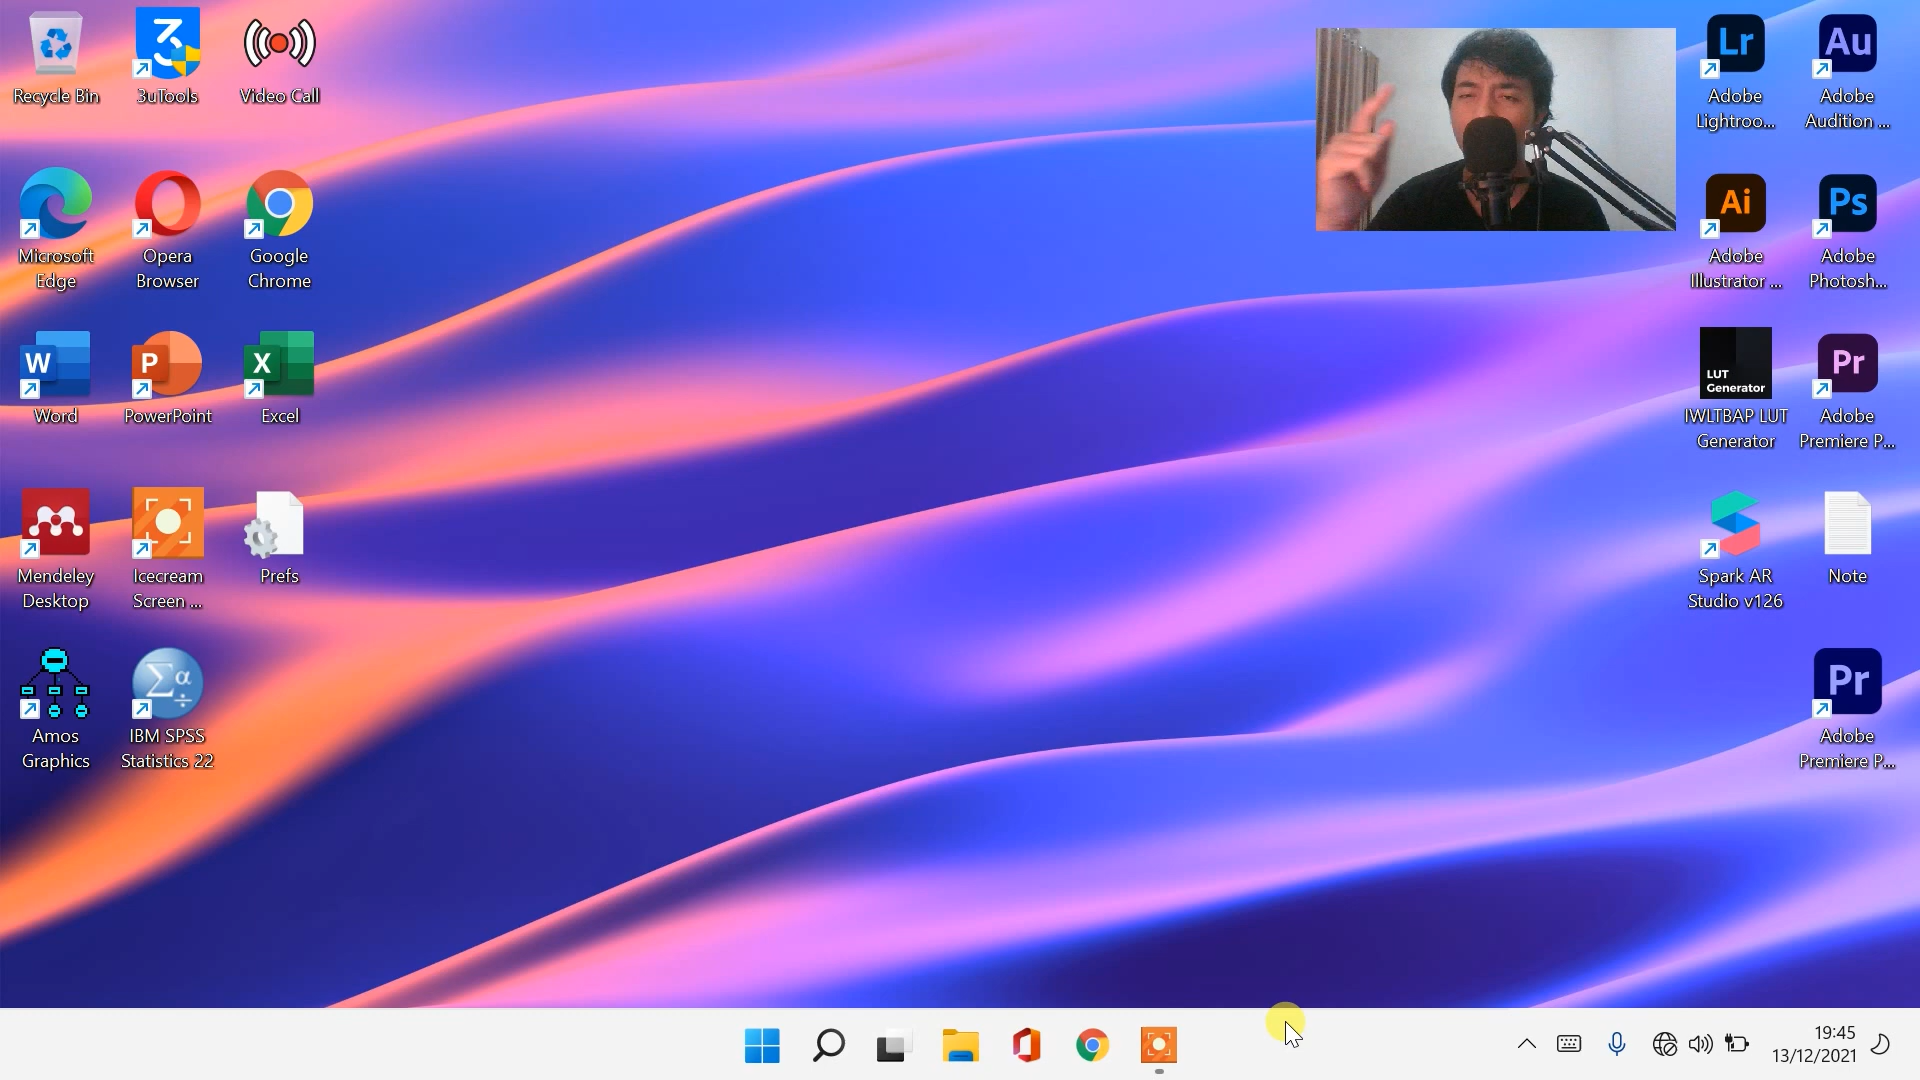 Recycle Bin
3uTools
Video Call
Microsoft
Edge
Opera
Browser
Google
Chrome
W
Word
P
PowerPoint
X
Excel
Mendeley
Desktop
Icecream
Screen ...
Prefs
Amos
Graphics
Σα
IBM SPSS
Statistics 22
Lr
Adobe
Lightroo...
Au
Adobe
Audition ...
Ai
Adobe
Illustrator ...
Ps
Adobe
Photosh...
LUT
Generator
IWLTBAP LUT
Generator
Pr
Adobe
Premiere P...
Spark AR
Studio v126
Note
Pr
Adobe
Premiere P...
19:45
13/12/2021